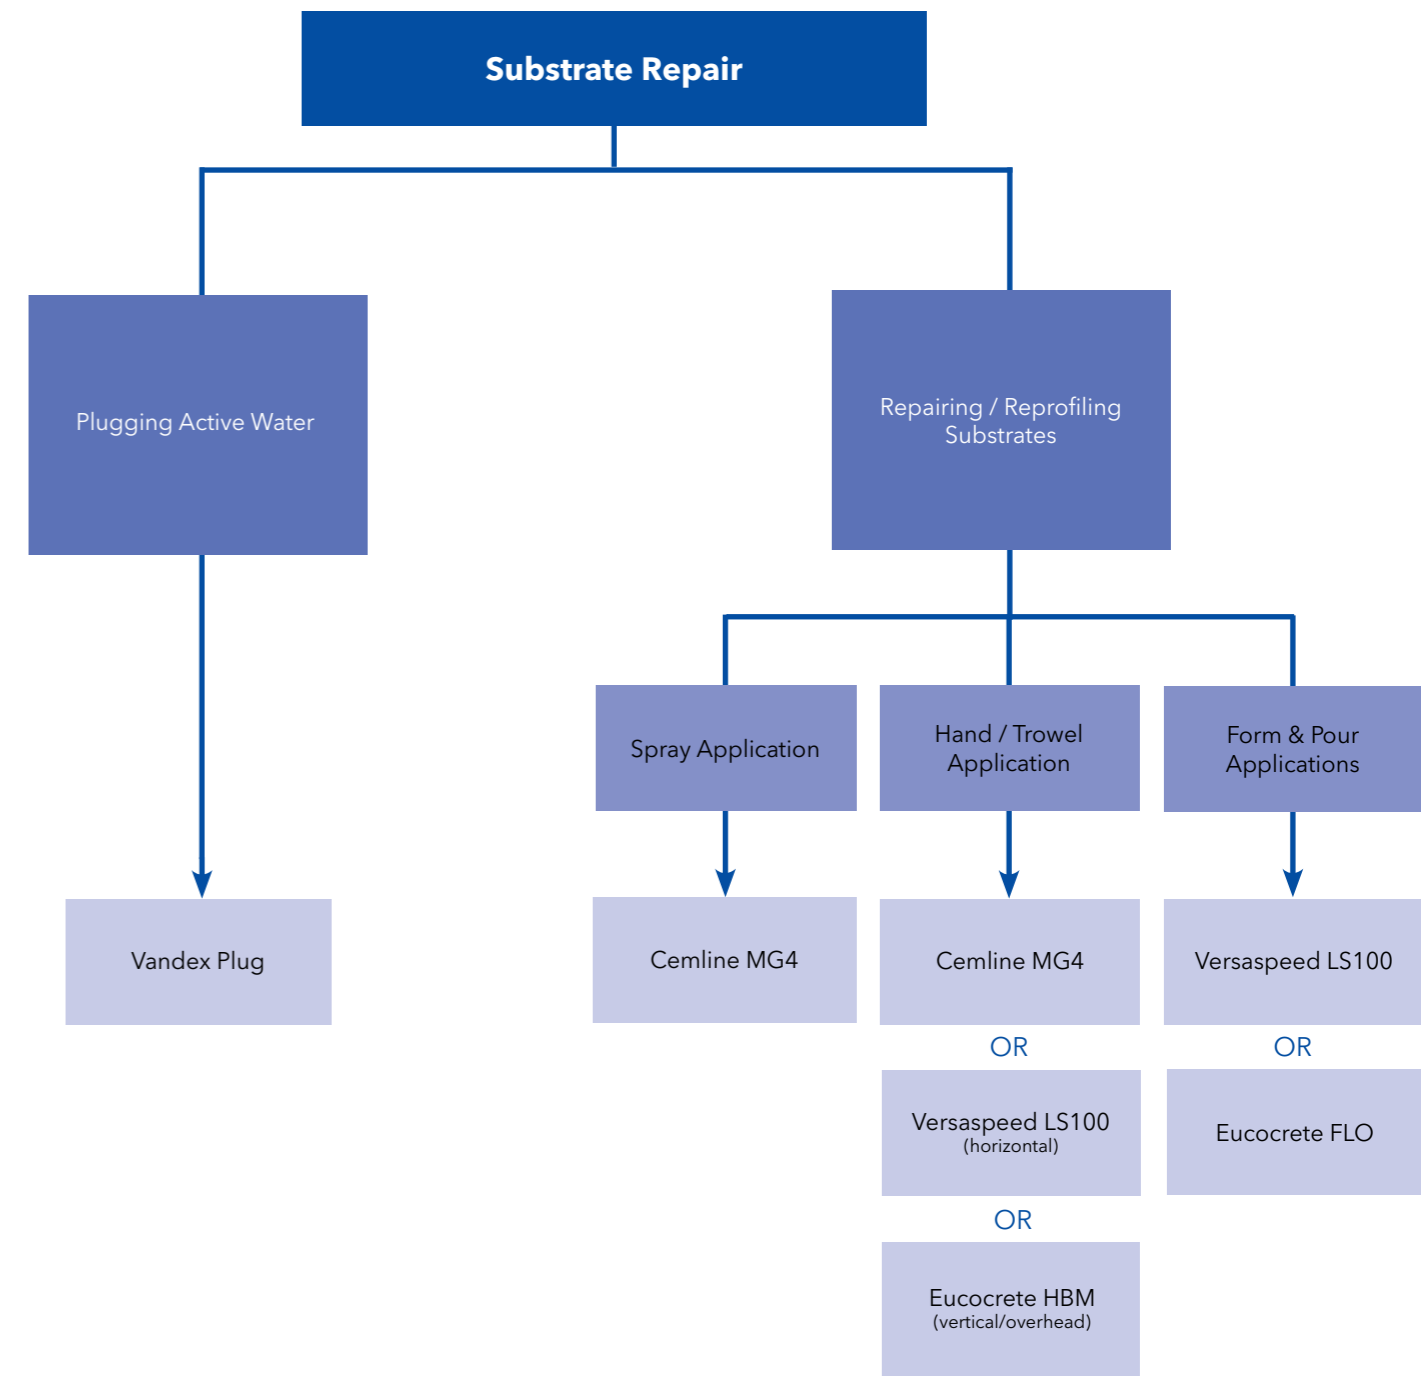 Substrate Repair
Plugging Active Water
Repairing / Reprofiling
Substrates
Spray Application
Hand / Trowel
Application
Form & Pour
Applications
Vandex Plug
Cemline MG4
Cemline MG4
Versaspeed LS100
OR
OR
Versaspeed LS100
(horizontal)
Eucocrete FLO
OR
Eucocrete HBM
(vertical/overhead)